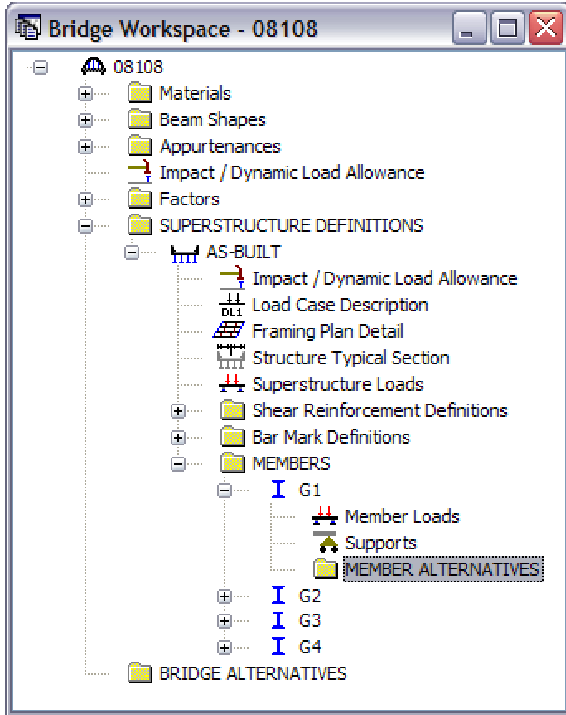 Bridge Workspace - 08108
08108
Materials
Beam Shapes
Appurtenances
Impact / Dynamic Load Allowance
Factors
SUPERSTRUCTURE DEFINITIONS
AS-BUILT
Impact / Dynamic Load Allowance
DL1 Load Case Description
Framing Plan Detail
Structure Typical Section
Superstructure Loads
Shear Reinforcement Definitions
Bar Mark Definitions
MEMBERS
G1
Member Loads
Supports
MEMBER ALTERNATIVES
G2
G3
G4
BRIDGE ALTERNATIVES